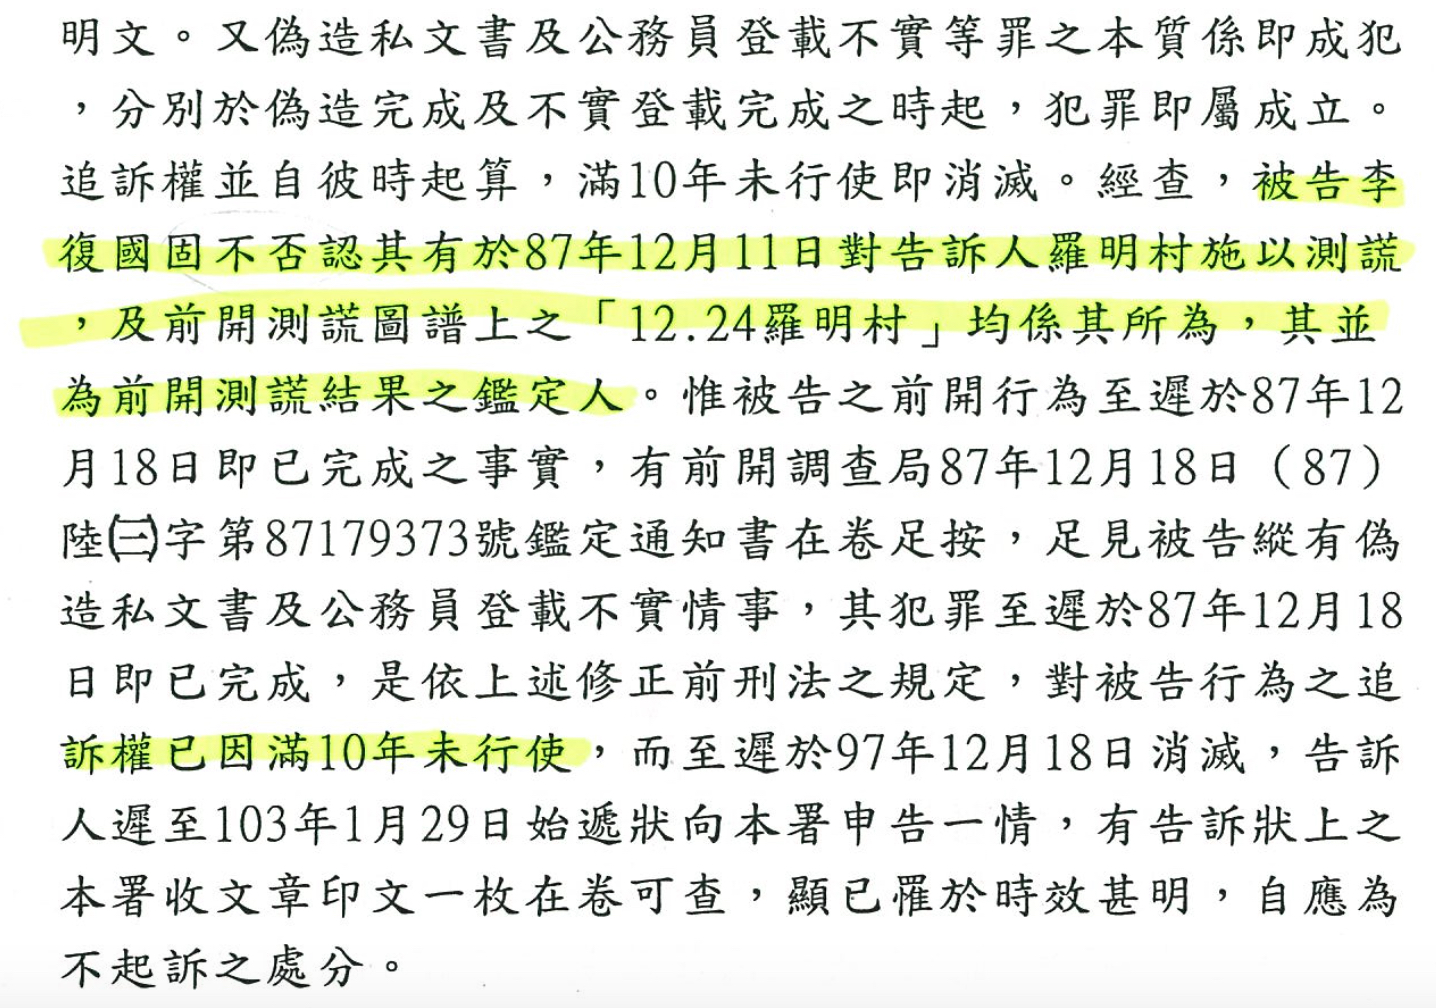 明文。又偽造私文書及公務員登載不實等罪之本質係即成犯
，分別於偽造完成及不實登載完成之時起，犯罪即屬成立。
追訴權並自彼時起算，滿10年未行使即消滅。經查，被告李
復國固不否認其有於87年12月11日對告訴人羅明村施以測謊
，及前開測謊圖譜上之「12.24羅明村」均係其所為，其並
為前開測謊結果之鑑定人。惟被告之前開行為至遲於87年12
月18日即已完成之事實，有前開調查局87年12月18日（87）
陸㈢字第87179373號鑑定通知書在卷足按，足見被告縱有偽
造私文書及公務員登載不實情事，其犯罪至遲於87年12月18
日即已完成，是依上述修正前刑法之規定，對被告行為之追
訴權已因滿10年未行使，而至遲於97年12月18日消滅，告訴
人遲至103年1月29日始遞狀向本署申告一情，有告訴狀上之
本署收文章印文一枚在卷可查，顯已罹於時效甚明，自應為
不起訴之處分。